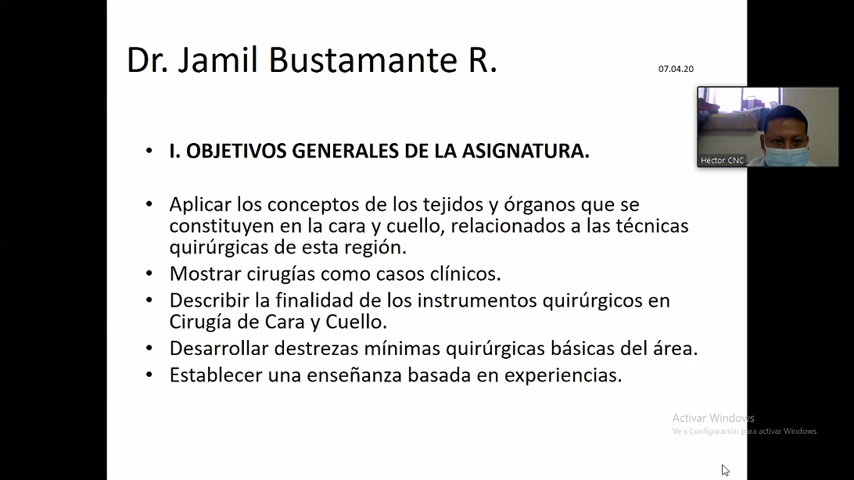 Dr. Jamil Bustamante R.
07.04.20
Héctor CNC
• I. OBJETIVOS GENERALES DE LA ASIGNATURA.
• Aplicar los conceptos de los tejidos y órganos que se
constituyen en la cara y cuello, relacionados a las técnicas
quirúrgicas de esta región.
• Mostrar cirugías como casos clínicos.
• Describir la finalidad de los instrumentos quirúrgicos en
Cirugía de Cara y Cuello.
• Desarrollar destrezas mínimas quirúrgicas básicas del área.
• Establecer una enseñanza basada en experiencias.
Activar Windows
Ve a Configuración para activar Windows.